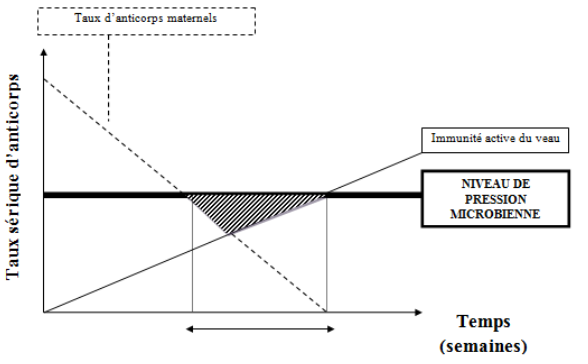 Taux d'anticorps maternels
Taux sérique d'anticorps
Immunité active du veau
NIVEAU DE
PRESSION
MICROBIENNE
Temps
(semaines)